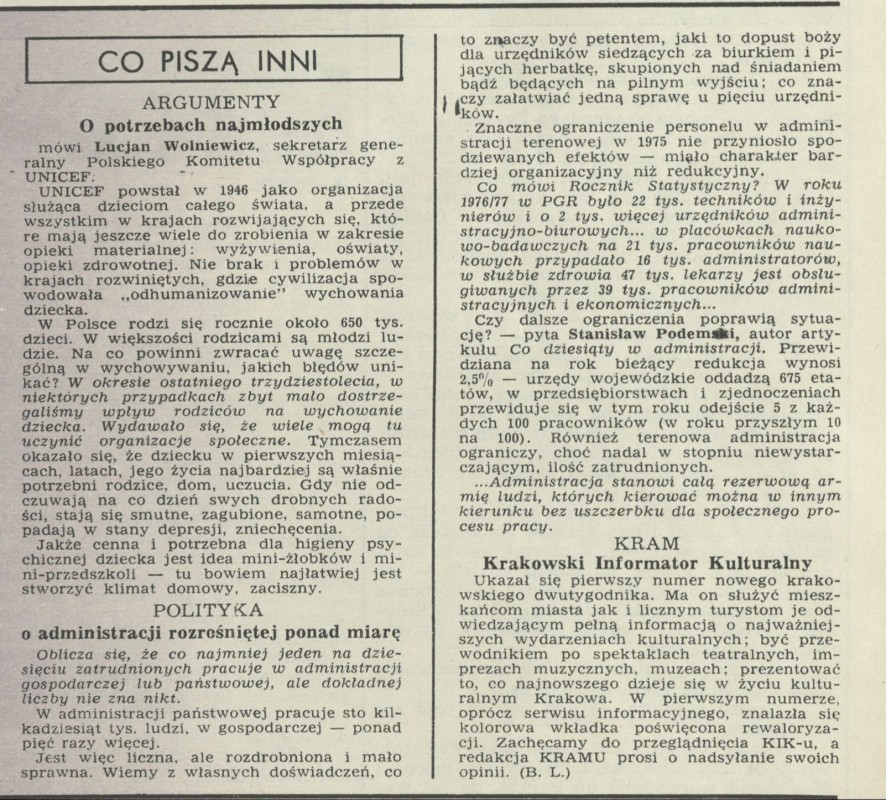 CO PISZĄ INNI
ARGUMENTY
O potrzebach najmłodszych
mówi Lucjan Wolniewicz, sekretarz gene-
ralny Polskiego Komitetu Współpracy z
UNICEF.
UNICEF powstał w 1946 jako organizacja
służąca dzieciom całego świata, a przede
wszystkim w krajach rozwijających się, któ-
re mają jeszcze wiele do zrobienia w zakresie
opieki materialnej: wyżywienia, oświaty,
opieki zdrowotnej. Nie brak i problemów w
krajach rozwiniętych, gdzie cywilizacja spo-
wodowała „odhumanizowanie" wychowania
dziecka.
W Polsce rodzi się rocznie około 650 tys.
dzieci. W większości rodzicami są młodzi lu-
dzie. Na co powinni zwracać uwagę szcze-
gólną w wychowywaniu, jakich błędów uni-
kać? W okresie ostatniego trzydziestolecia, w
niektórych przypadkach zbyt mało dostrze-
galiśmy wpływ rodziców na wychowanie
dziecka. Wydawało się, że wiele mogą tu
uczynić organizacje społeczne. Tymczasem
okazało się, że dziecku w pierwszych miesią-
cach, latach, jego życia najbardziej są właśnie
potrzebni rodzice, dom, uczucia. Gdy nie od-
czuwają na co dzień swych drobnych rado-
ści, stają się smutne, zagubione, samotne, po-
padają w stany depresji, zniechęcenia.
Jakże cenna i potrzebna dla higieny psy-
chicznej dziecka jest idea mini-żłobków i mi-
ni-przedszkoli — tu bowiem najłatwiej jest
stworzyć klimat domowy, zaciszny.
POLITYKA
o administracji rozrośniętej ponad miarę
Oblicza się, że co najmniej jeden na dzie-
sięciu zatrudnionych pracuje w administracji
gospodarczej lub państwowej, ale dokładnej
liczby nie zna nikt.
W administracji państwowej pracuje sto kil-
kadziesiąt tys. ludzi, w gospodarczej — ponad
pięć razy więcej.
Jest więc liczna, ale rozdrobniona i mało
sprawna. Wiemy z własnych doświadczeń, co
to znaczy być petentem, jaki to dopust boży
dla urzędników siedzących za biurkiem i pi-
jących herbatkę, skupionych nad śniadaniem
bądź będących na pilnym wyjściu; co zna-
czy załatwiać jedną sprawę u pięciu urzędni-
ków.
Znaczne ograniczenie personelu w admini-
stracji terenowej w 1975 nie przyniosło spo-
dziewanych efektów — miało charakter bar-
dziej organizacyjny niż redukcyjny.
Co mówi Rocznik Statystyczny? W roku
1976/77 w PGR było 22 tys. techników i inży-
nierów i o 2 tys. więcej urzędników admini-
stracyjno-biurowych... w placówkach nauko-
wo-badawczych na 21 tys. pracowników nau-
kowych przypadało 16 tys. administratorów,
w służbie zdrowia 47 tys. lekarzy jest obsłu-
giwanych przez 39 tys. pracowników admini-
stracyjnych i ekonomicznych...
Czy dalsze ograniczenia poprawią sytua-
cję? — pyta Stanisław Podemski, autor arty-
kułu Co dziesiąty w administracji. Przewi-
dziana na rok bieżący redukcja wynosi
2,5% — urzędy wojewódzkie oddadzą 675 eta-
tów, w przedsiębiorstwach i zjednoczeniach
przewiduje się w tym roku odejście 5 z każ-
dych 100 pracowników (w roku przyszłym 10
na 100). Również terenowa administracja
ograniczy, choć nadal w stopniu niewystar-
czającym, ilość zatrudnionych.
...Administracja stanowi całą rezerwową ar-
mię ludzi, których kierować można w innym
kierunku bez uszczerbku dla społecznego pro-
cesu pracy.
KRAM
Krakowski Informator Kulturalny
Ukazał się pierwszy numer nowego krako-
wskiego dwutygodnika. Ma on służyć miesz-
kańcom miasta jak i licznym turystom je od-
wiedzającym pełną informacją o najważniej-
szych wydarzeniach kulturalnych; być prze-
wodnikiem po spektaklach teatralnych, im-
prezach muzycznych, muzeach; prezentować
to, co najnowszego dzieje się w życiu kultu-
ralnym Krakowa. W pierwszym numerze,
oprócz serwisu informacyjnego, znalazła się
kolorowa wkładka poświęcona rewaloryza-
cji. Zachęcamy do przeglądnięcia KIK-u, a
redakcja KRAMU prosi o nadsyłanie swoich
opinii. (B. L.)